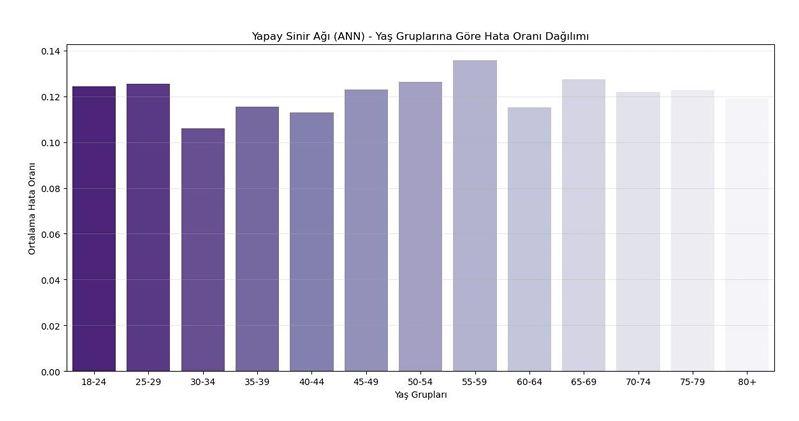 Yapay Sinir Ağı (ANN) - Yaş Gruplarına Göre Hata Oranı Dağılımı
0.14
0.12
0.10
0.08
0.06
0.04
0.02
0.00
Ortalama Hata Oranı
18-24 25-29 30-34 35-39 40-44 45-49 50-54 55-59 60-64 65-69 70-74 75-79 80+
Yaş Grupları